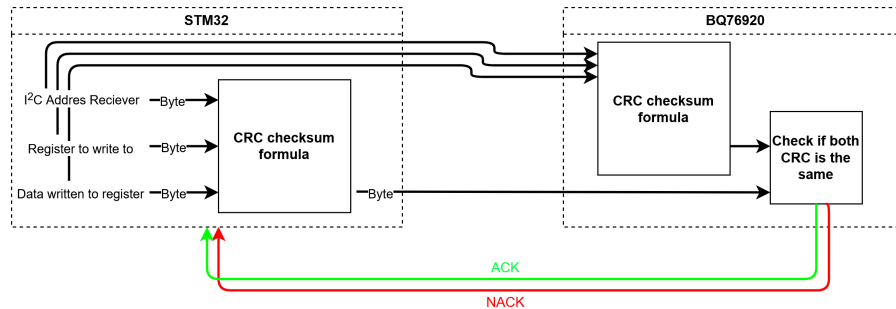 STM32
BQ76920
I²C Addres Reciever
Byte
Register to write to
Byte
Data written to register
Byte
CRC checksum
formula
Byte
CRC checksum
formula
Check if both
CRC is the
same
ACK
NACK